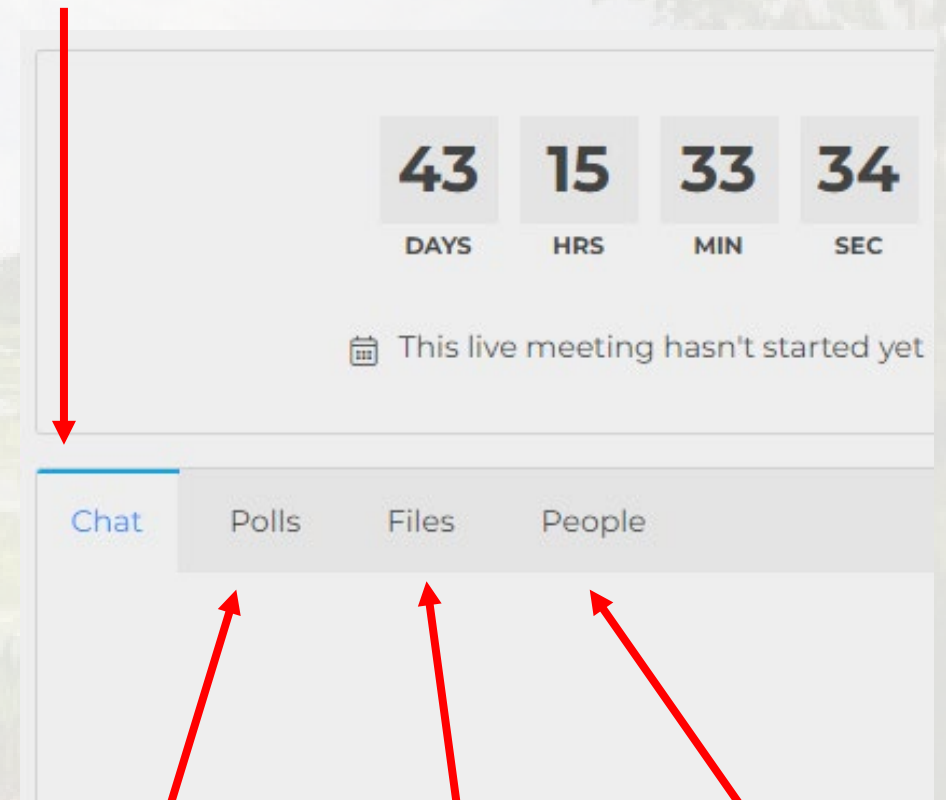 43 15 33 34
DAYS HRS MIN SEC
This live meeting hasn't started yet
Chat Polls Files People